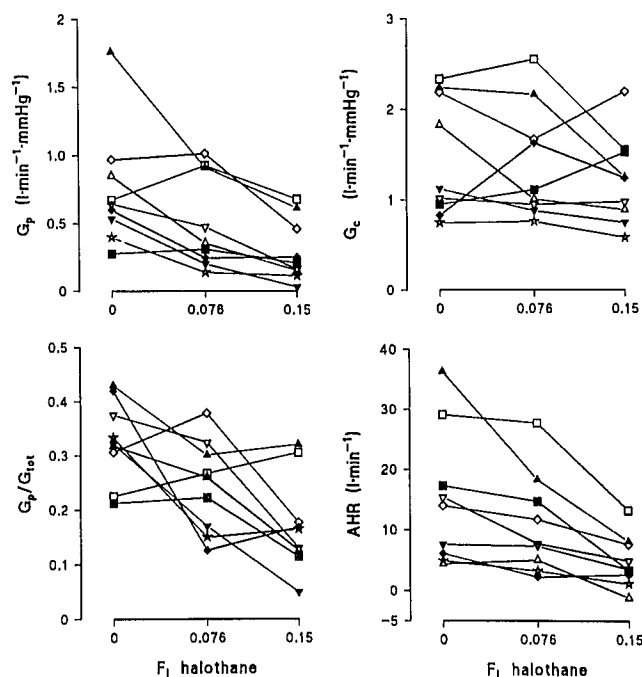 Gp (l·min⁻¹·mmHg⁻¹)
2
1.5
1.0
0.5
0
0 0.076 0.15
Gc (l·min⁻¹·mmHg⁻¹)
3
2
1
0
0 0.076 0.15
Gp/Gtot
0.5
0.4
0.3
0.2
0.1
0
0 0.076 0.15
FI halothane
AHR (l·min⁻¹)
40
30
20
10
0
-5
0 0.076 0.15
FI halothane